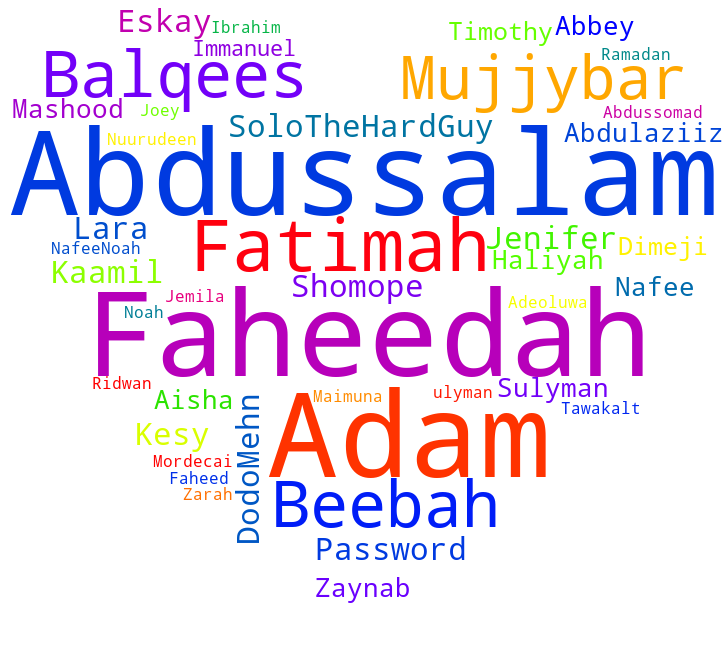 Eskay
Ibrahim
Timothy
Abbey
Balqees
Immanuel
Mujjybar
Ramadan
Mashood
Joey
Abdussomad
Nuurudeen
SoloTheHardGuy
Abdulaziiz
Abdussalam
Lara
NafeeNoah
Fatimah
Jenifer
Dimeji
Haliyah
Kaamil
Shomope
Nafee
Jemila
Adeoluwa
Noah
Faheedah
Ridwan
Aisha
Maimuna
ulyman
Sulyman
Tawakalt
Kesy
Adam
Mordecai
Faheed
Zarah
DodoMehn
Beebah
Password
Zaynab